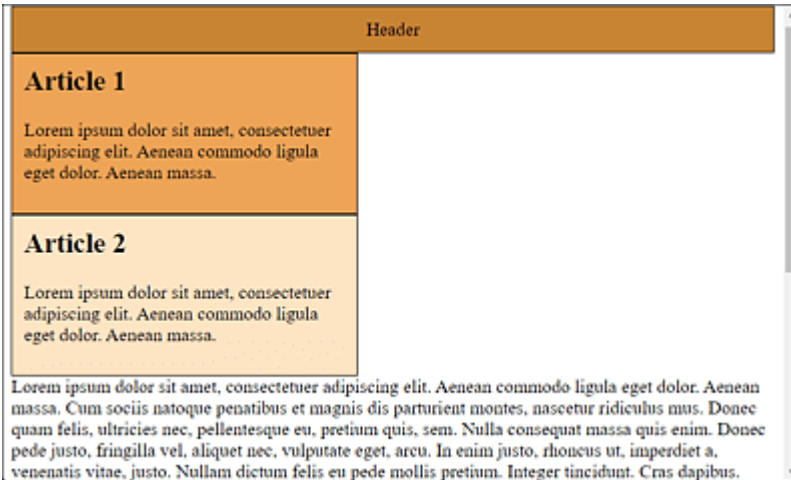 Header
Article 1
Lorem ipsum dolor sit amet, consectetuer
adipiscing elit. Aenean commodo ligula
eget dolor. Aenean massa.
Article 2
Lorem ipsum dolor sit amet, consectetuer
adipiscing elit. Aenean commodo ligula
eget dolor. Aenean massa.
Lorem ipsum dolor sit amet, consectetuer adipiscing elit. Aenean commodo ligula eget dolor. Aenean
massa. Cum sociis natoque penatibus et magnis dis parturient montes, nascetur ridiculus mus. Donec
quam felis, ultricies nec, pellentesque eu, pretium quis, sem. Nulla consequat massa quis enim. Donec
pede justo, fringilla vel, aliquet nec, vulputate eget, arcu. In enim justo, rhoncus ut, imperdiet a,
venenatis vitae, justo. Nullam dictum felis eu pede mollis pretium. Integer tincidunt. Cras dapibus.